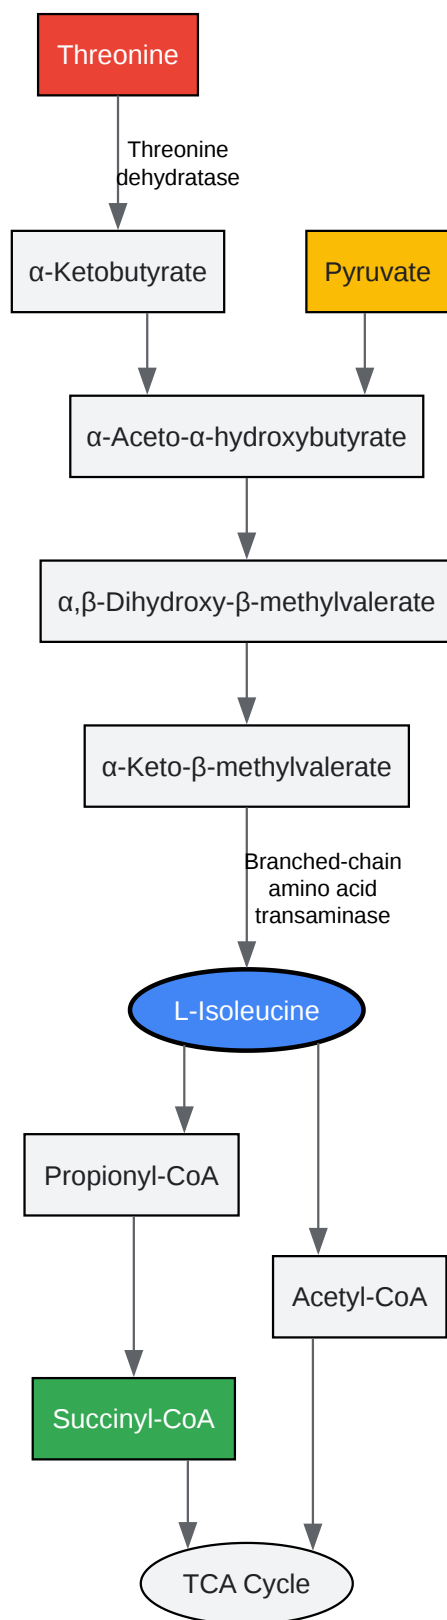 Threonine
Threonine
dehydratase
α-Ketobutyrate
Pyruvate
α-Aceto-α-hydroxybutyrate
α,β-Dihydroxy-β-methylvalerate
α-Keto-β-methylvalerate
Branched-chain
amino acid
transaminase
L-Isoleucine
Propionyl-CoA
Acetyl-CoA
Succinyl-CoA
TCA Cycle